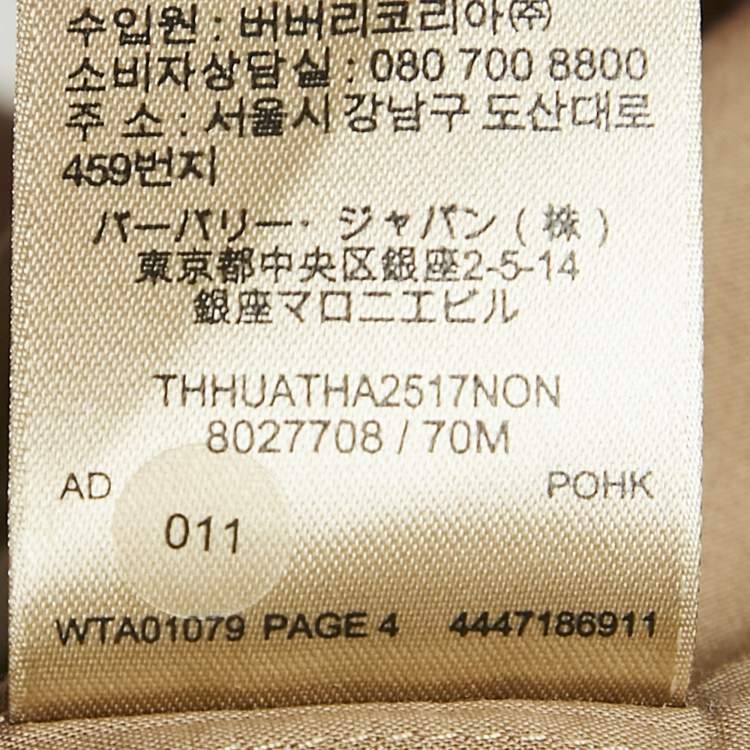 수입원 : 버버리코리아㈜
소비자상담실 : 080 700 8800
주 소 : 서울시 강남구 도산대로
459번지
バーバリー・ジャパン ( 株 )
東京都中央区銀座2-5-14
銀座マロニエビル
THHUATHA2517NON
8027708 / 70M
AD POHK
011
WTA01079 PAGE 4 4447186911